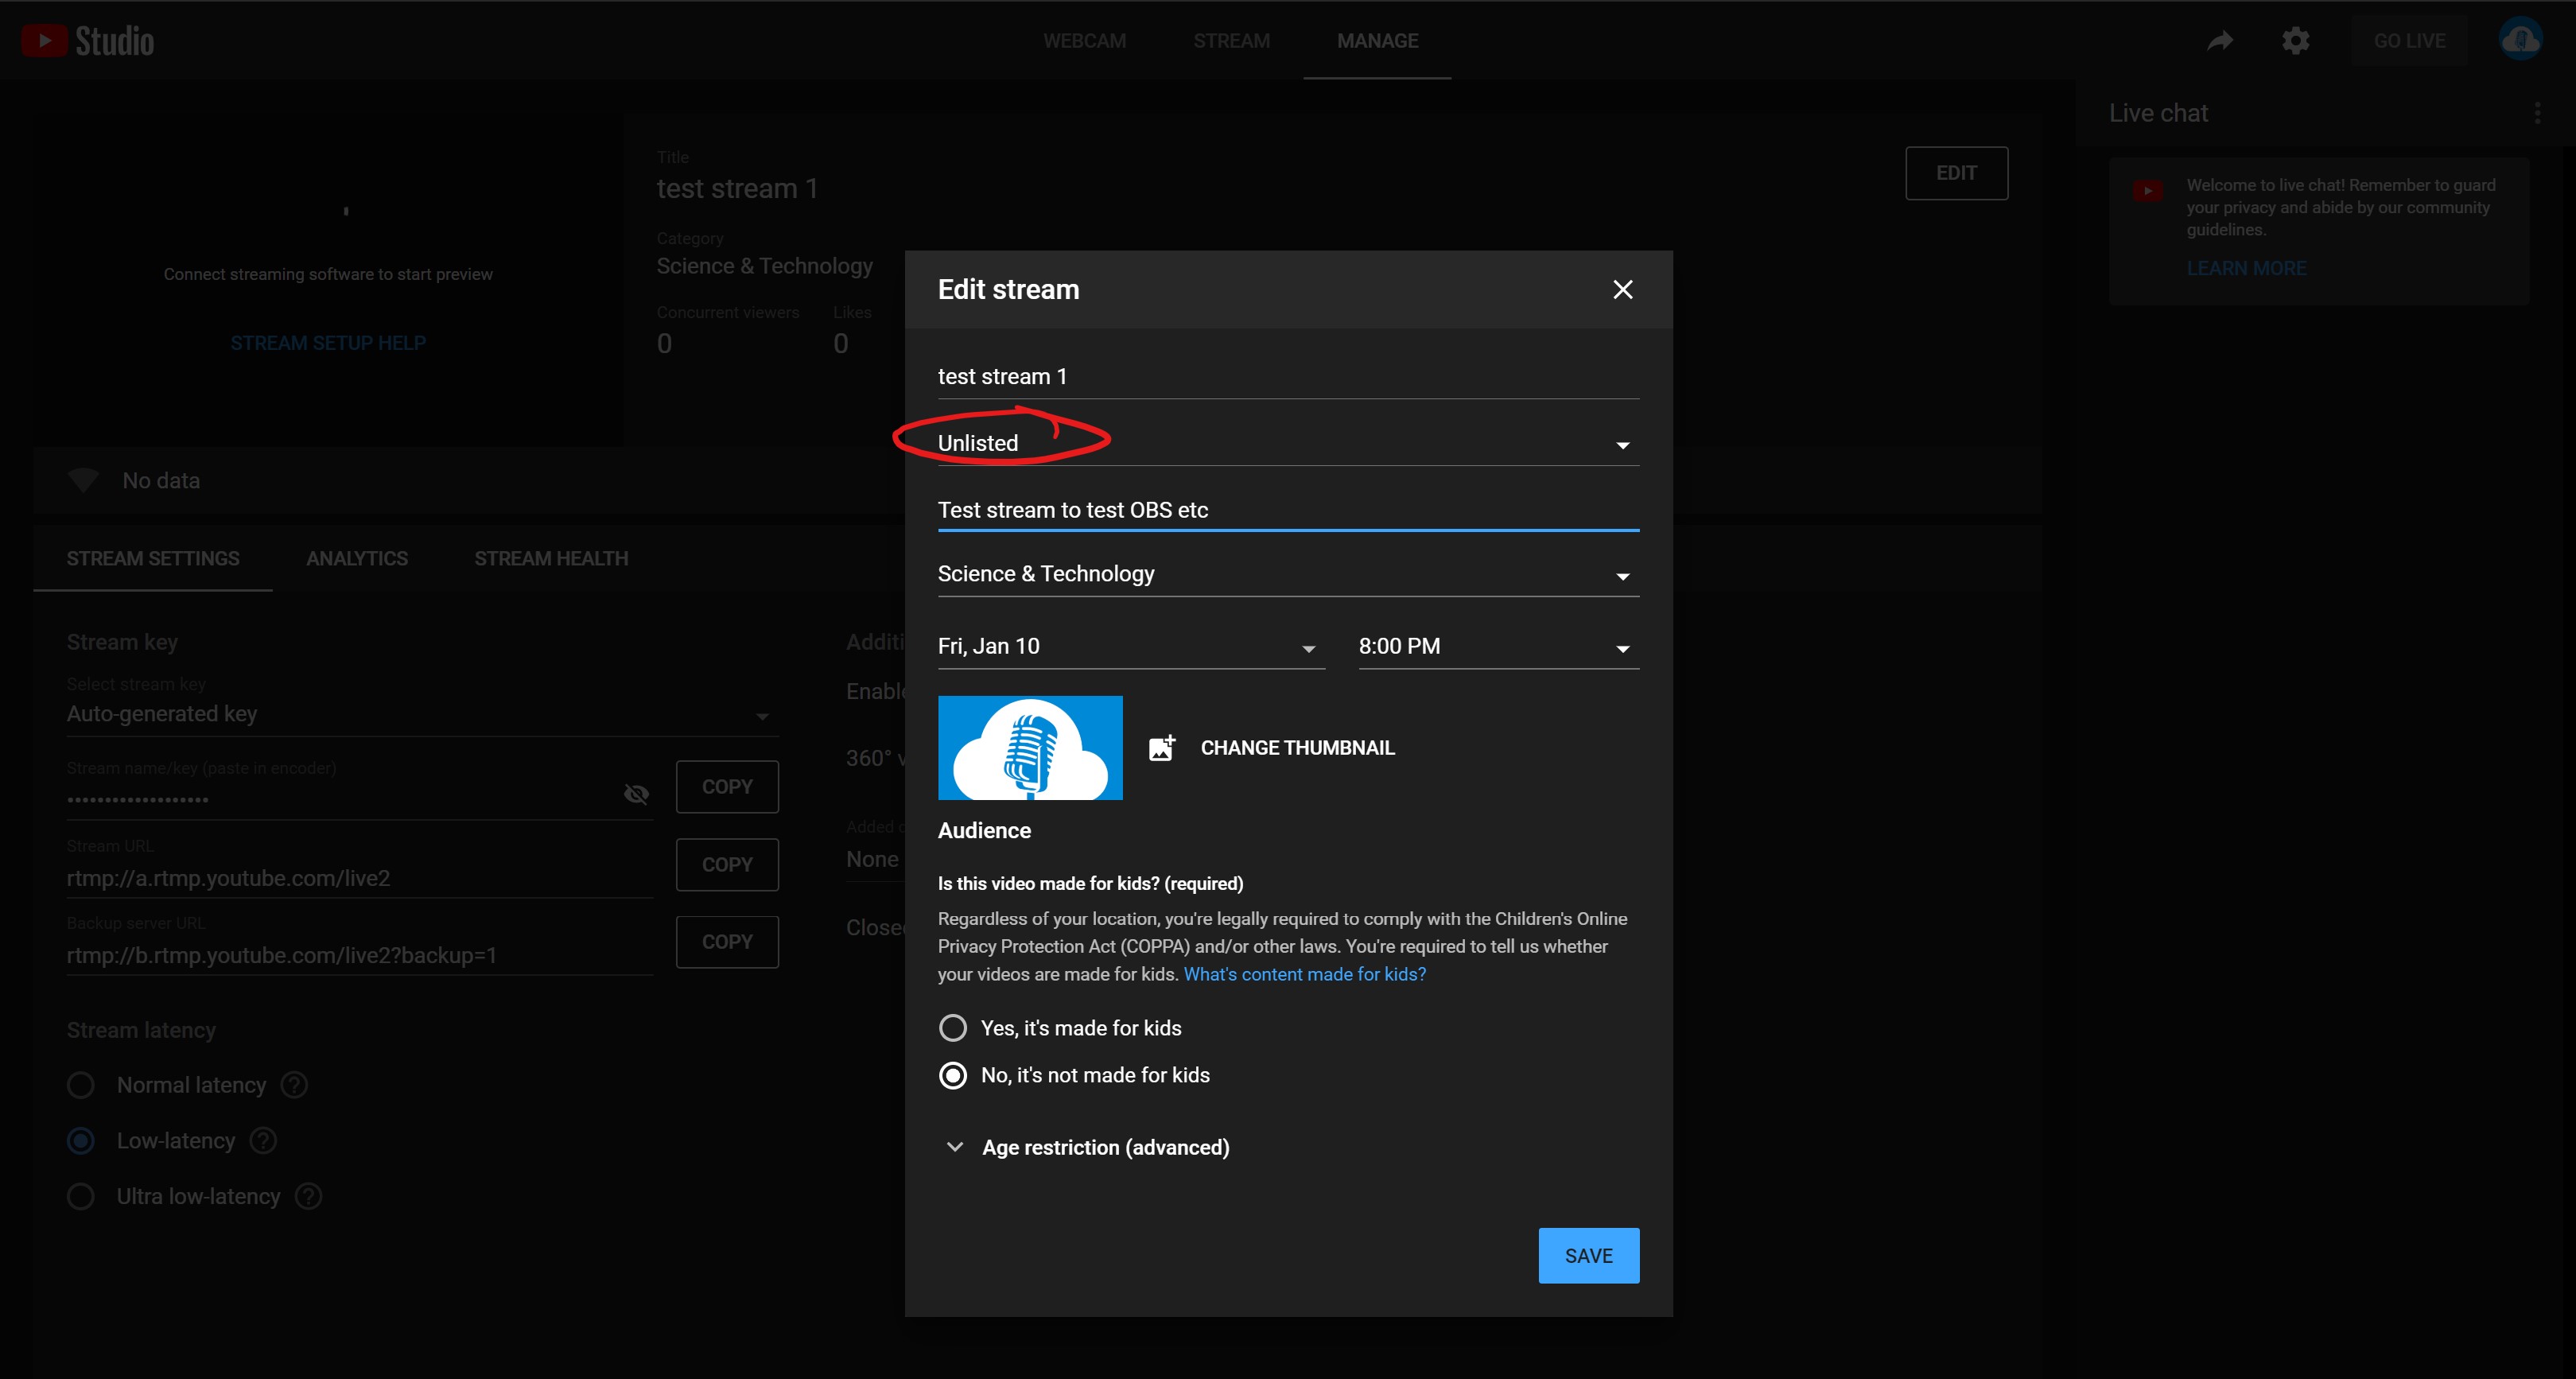 Studio
WEBCAM
STREAM
MANAGE
GO LIVE
Connect streaming software to start preview
STREAM SETUP HELP
Title
test stream 1
EDIT
Category
Science & Technology
Concurrent viewers
Likes
0
0
No data
STREAM SETTINGS
ANALYTICS
STREAM HEALTH
Stream key
Select stream key
Auto-generated key
Stream name/key (paste in encoder)
•••••••••••••••••••
COPY
Stream URL
rtmp://a.rtmp.youtube.com/live2
COPY
Backup server URL
rtmp://b.rtmp.youtube.com/live2?backup=1
COPY
Stream latency
Normal latency
Low-latency
Ultra low-latency
Additi
Enable
360° v
Added d
None
Closed
Edit stream
test stream 1
Unlisted
Test stream to test OBS etc
Science & Technology
Fri, Jan 10
8:00 PM
CHANGE THUMBNAIL
Audience
Is this video made for kids? (required)
Regardless of your location, you're legally required to comply with the Children's Online
Privacy Protection Act (COPPA) and/or other laws. You're required to tell us whether
your videos are made for kids. What's content made for kids?
Yes, it's made for kids
No, it's not made for kids
Age restriction (advanced)
SAVE
Live chat
Welcome to live chat! Remember to guard
your privacy and abide by our community
guidelines.
LEARN MORE